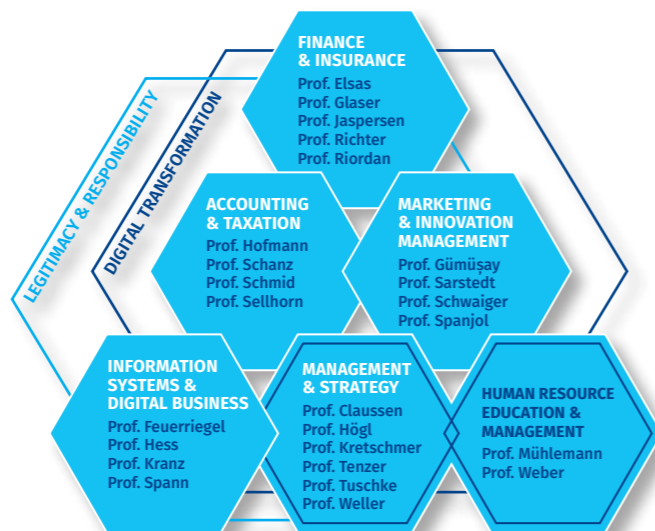 FINANCE
& INSURANCE
Prof. Elsas
Prof. Glaser
Prof. Jaspersen
Prof. Richter
Prof. Riordan
LEGITIMACY & RESPONSIBILITY
DIGITAL TRANSFORMATION
ACCOUNTING
& TAXATION
Prof. Hofmann
Prof. Schanz
Prof. Schmid
Prof. Sellhorn
MARKETING
& INNOVATION
MANAGEMENT
Prof. Gümüşay
Prof. Sarstedt
Prof. Schwaiger
Prof. Spanjol
INFORMATION
SYSTEMS &
DIGITAL BUSINESS
Prof. Feuerriegel
Prof. Hess
Prof. Kranz
Prof. Spann
MANAGEMENT
& STRATEGY
Prof. Claussen
Prof. Högl
Prof. Kretschmer
Prof. Tenzer
Prof. Tuschke
Prof. Weller
HUMAN RESOURCE
EDUCATION &
MANAGEMENT
Prof. Mühlemann
Prof. Weber